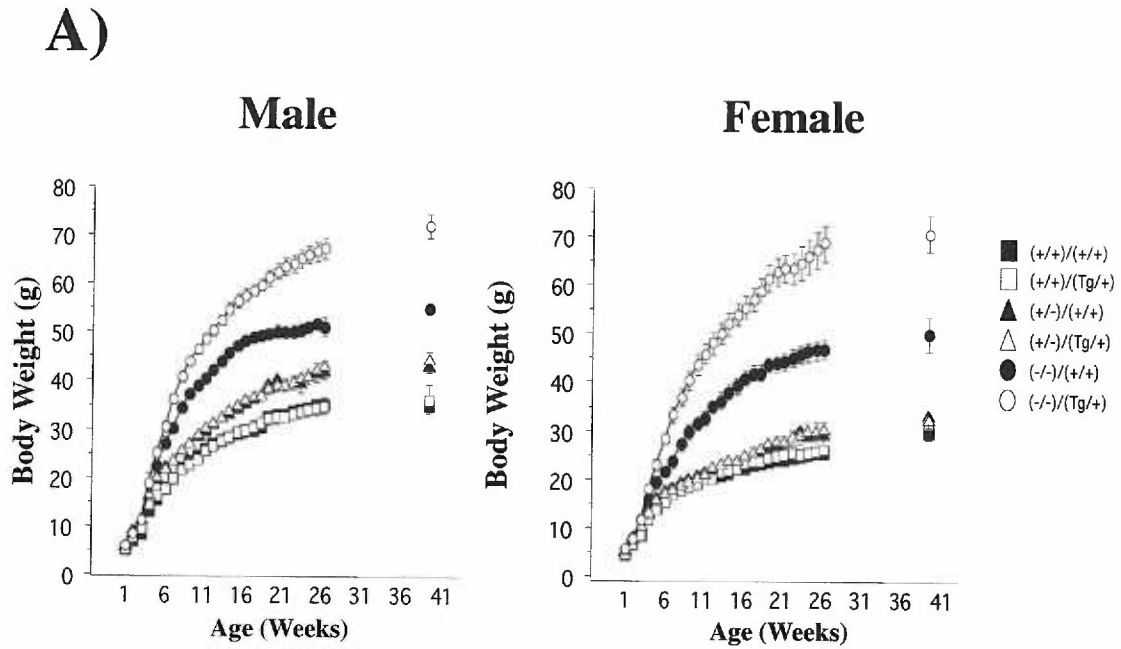 A)
Male
Female
80
70
60
50
40
30
20
10
0
Body Weight (g)
1 6 11 16 21 26 31 36 41
Age (Weeks)
80
70
60
50
40
30
20
10
0
Body Weight (g)
1 6 11 16 21 26 31 36 41
Age (Weeks)
(+/+)/(+/+)
(+/+)/(Tg/+)
(+/-)/(+/+)
(+/-)/(Tg/+)
(-/-)/(+/+)
(-/-)/(Tg/+)